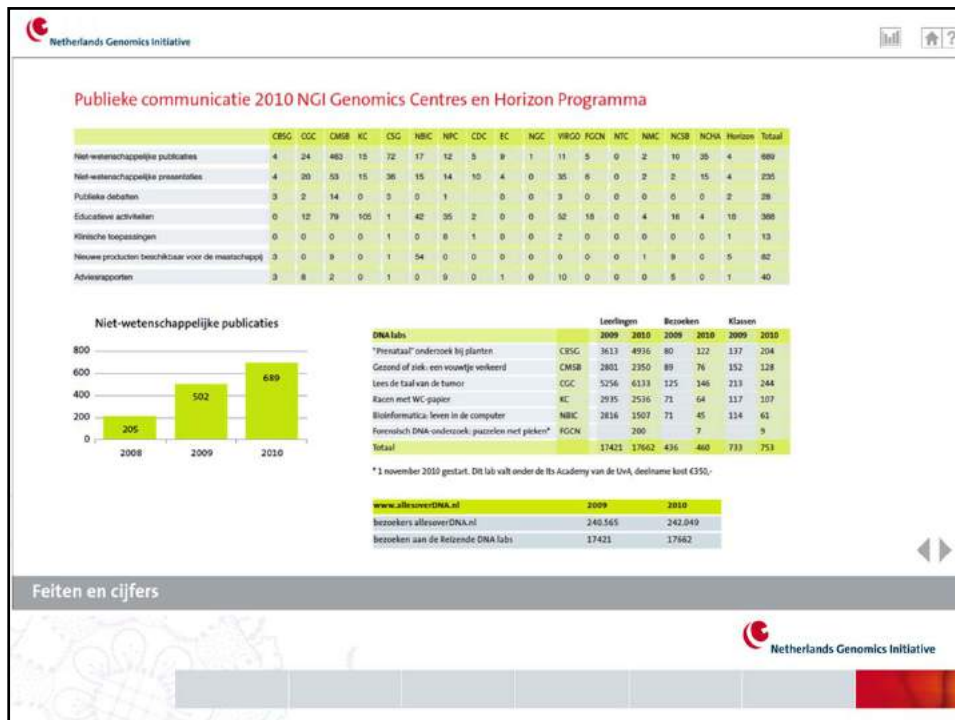 Netherlands Genomics Initiative
?
Publieke communicatie 2010 NGI Genomics Centres en Horizon Programma
CBSG CGC CMSB KC CSG NBIC NPC CDC EC NGC VIRGO FGCN NTC NMC NCSB NCHA Horizon Totaal
Niet-wetenschappelijke publicaties 4 24 463 15 72 17 12 5 9 1 11 5 0 2 10 35 4 689
Niet-wetenschappelijke presentaties 4 20 53 15 36 15 14 10 4 0 35 6 0 2 2 15 4 235
Publieke debatten 3 2 14 0 3 0 1 0 0 3 0 0 0 0 0 2 28
Educatieve activiteiten 0 12 79 105 1 42 35 2 0 0 52 18 0 4 16 4 18 388
Klinische toepassingen 0 0 0 0 1 0 8 1 0 0 2 0 0 0 0 0 1 13
Nieuwe producten beschikbaar voor de maatschappij 3 0 9 0 1 54 0 0 0 0 0 0 0 1 9 0 5 82
Adviesrapporten 3 8 2 0 1 0 9 0 1 0 10 0 0 0 5 0 1 40
Niet-wetenschappelijke publicaties
800
600
400
200
0
205
502
689
2008 2009 2010
Leerlingen Bezoeken Klassen
DNA labs 2009 2010 2009 2010 2009 2010
"Prenataal" onderzoek bij planten CBSG 3613 4936 80 122 137 204
Gezond of ziek: een vouwtje verkeerd CMSB 2801 2350 89 76 152 128
Lees de taal van de tumor CGC 5256 6133 125 146 213 244
Racen met WC-papier KC 2935 2536 71 64 117 107
Bioinformatica: leven in de computer NBIC 2816 1507 71 45 114 61
Forensisch DNA-onderzoek: puzzelen met pieken* FGCN 200 7 9
Totaal 17421 17662 436 460 733 753
* 1 november 2010 gestart. Dit lab valt onder de Its Academy van de UvA, deelname kost €350,-
www.allesoverDNA.nl 2009 2010
bezoekers allesoverDNA.nl 240.565 242.049
bezoeken aan de Reizende DNA labs 17421 17662
Feiten en cijfers
Netherlands Genomics Initiative